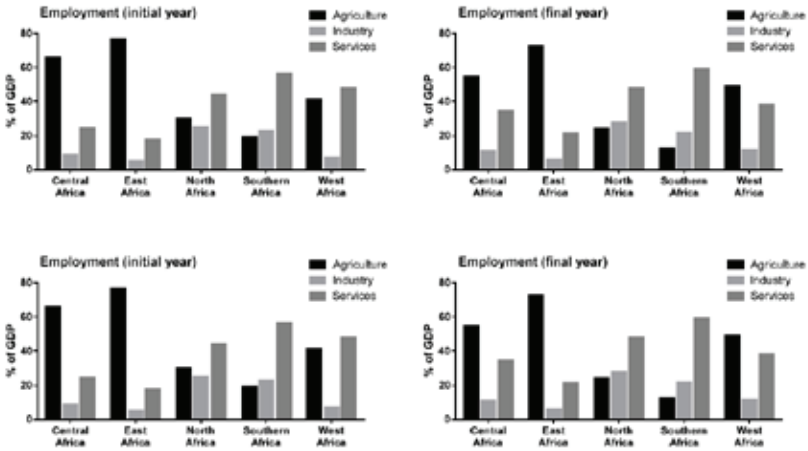 Employment (initial year)
Agriculture
Industry
Services
% of GDP
80
60
40
20
0
Central Africa
East Africa
North Africa
Southern Africa
West Africa
Employment (final year)
Agriculture
Industry
Services
% of GDP
80
60
40
20
0
Central Africa
East Africa
North Africa
Southern Africa
West Africa
Employment (initial year)
Agriculture
Industry
Services
% of GDP
80
60
40
20
0
Central Africa
East Africa
North Africa
Southern Africa
West Africa
Employment (final year)
Agriculture
Industry
Services
% of GDP
80
60
40
20
0
Central Africa
East Africa
North Africa
Southern Africa
West Africa